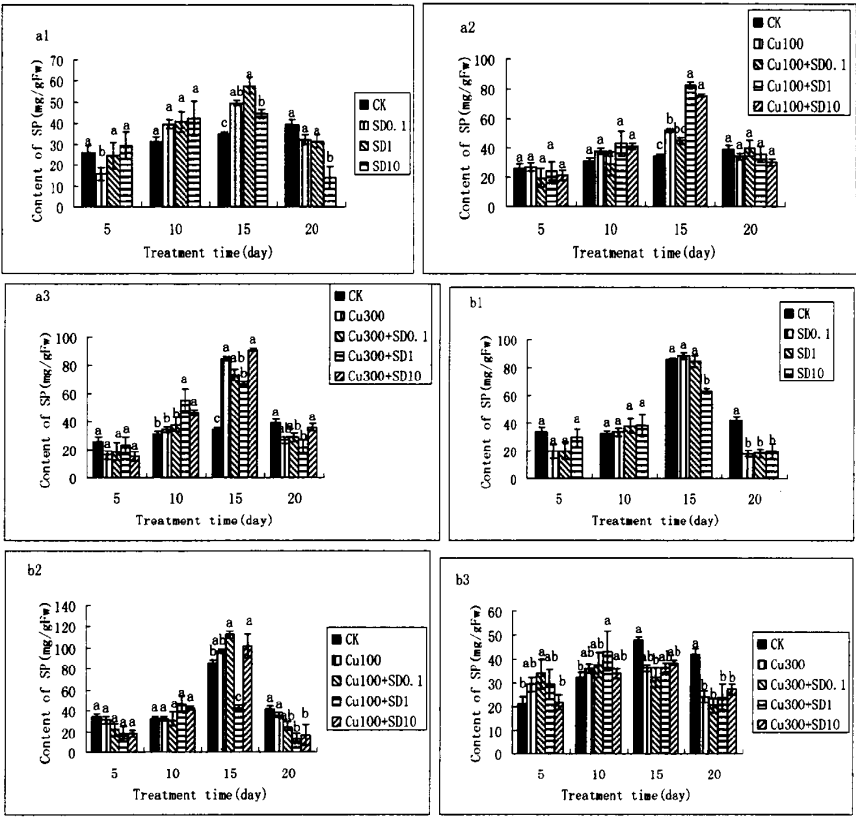 a1
Content of SP(mg/gFw)
70
60
50
40
30
20
10
0
a
b
a
a
a
a
a
a
c
ab
a
b
a
a
a
b
5
10
15
20
Treatment time(day)
CK
SD0.1
SD1
SD10
a2
Content of SP(mg/gFw)
100
80
60
40
20
0
a a a a a
a a a a a
c b bc a a
a a a a a
5
10
15
20
Treatmenat time(day)
CK
Cu100
Cu100+SD0.1
Cu100+SD1
Cu100+SD10
a3
Content of SP(mg/gFw)
100
80
60
40
20
0
a a a a a
b b b a a
c a ab b a
a ab ab b a
5
10
15
20
Treatment time(day)
CK
Cu300
Cu300+SD0.1
Cu300+SD1
Cu300+SD10
b1
Content of SP(mg/gFw)
100
80
60
40
20
0
a a a a
a a a a
a a a b
a b b b
5
10
15
20
Treatment time(day)
CK
SD0.1
SD1
SD10
b2
Content of SP(mg/gFw)
140
120
100
80
60
40
20
0
a a a a a
a a a a a
b ab a c a
a a ab b b
5
10
15
20
Treatment time(day)
CK
Cu100
Cu100+SD0.1
Cu100+SD1
Cu100+SD10
b3
Content of SP(mg/gFw)
60
50
40
30
20
10
0
b ab a ab b
b ab ab a ab
a b b b b
a b b b b
5
10
15
20
Treatment time(day)
CK
Cu300
Cu300+SD0.1
Cu300+SD1
Cu300+SD10